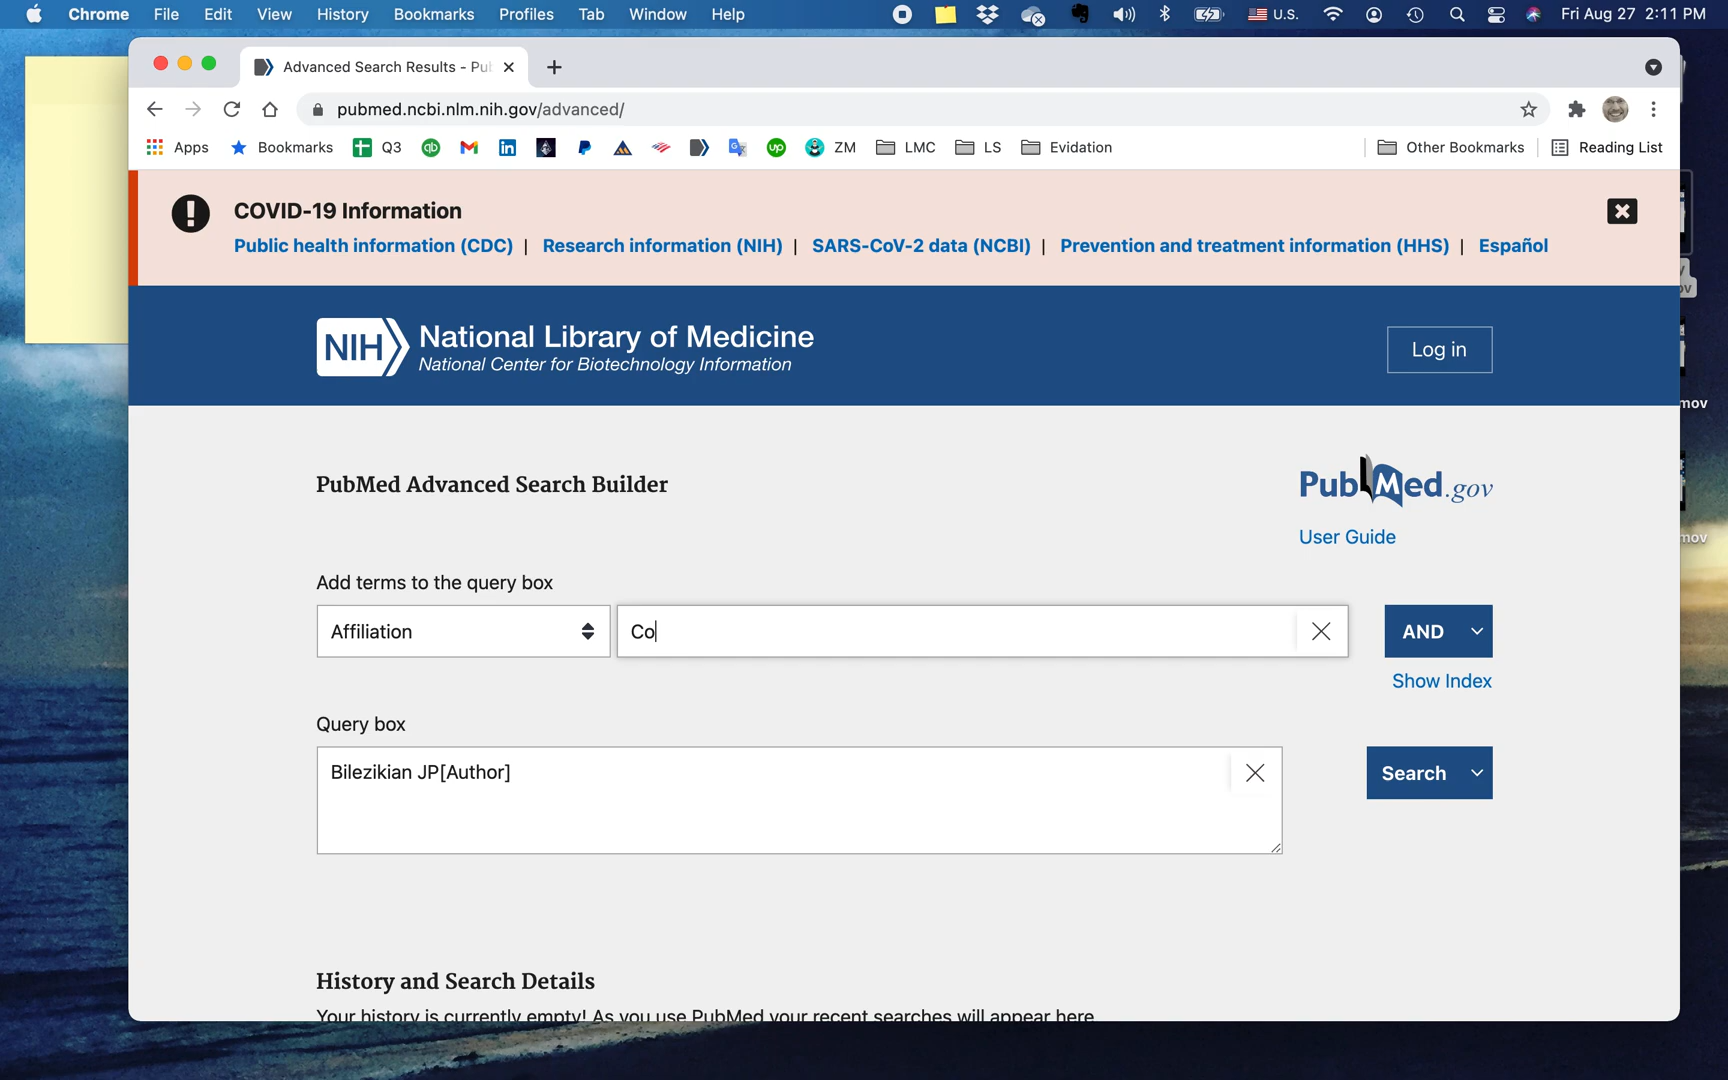 Chrome File Edit View History Bookmarks Profiles Tab Window Help U.S. Fri Aug 27 2:11 PM
Advanced Search Results - Pu
pubmed.ncbi.nlm.nih.gov/advanced/
Apps Bookmarks Q3 qb up ZM LMC LS Evidation Other Bookmarks Reading List
COVID-19 Information
Public health information (CDC) | Research information (NIH) | SARS-CoV-2 data (NCBI) | Prevention and treatment information (HHS) | Español
NIH National Library of Medicine
National Center for Biotechnology Information
Log in
mov
PubMed Advanced Search Builder
PubMed.gov
User Guide
mov
Add terms to the query box
Affiliation Co AND
Show Index
Query box
Bilezikian JP[Author]
Search
History and Search Details
Your history is currently empty! As you use PubMed your recent searches will appear here